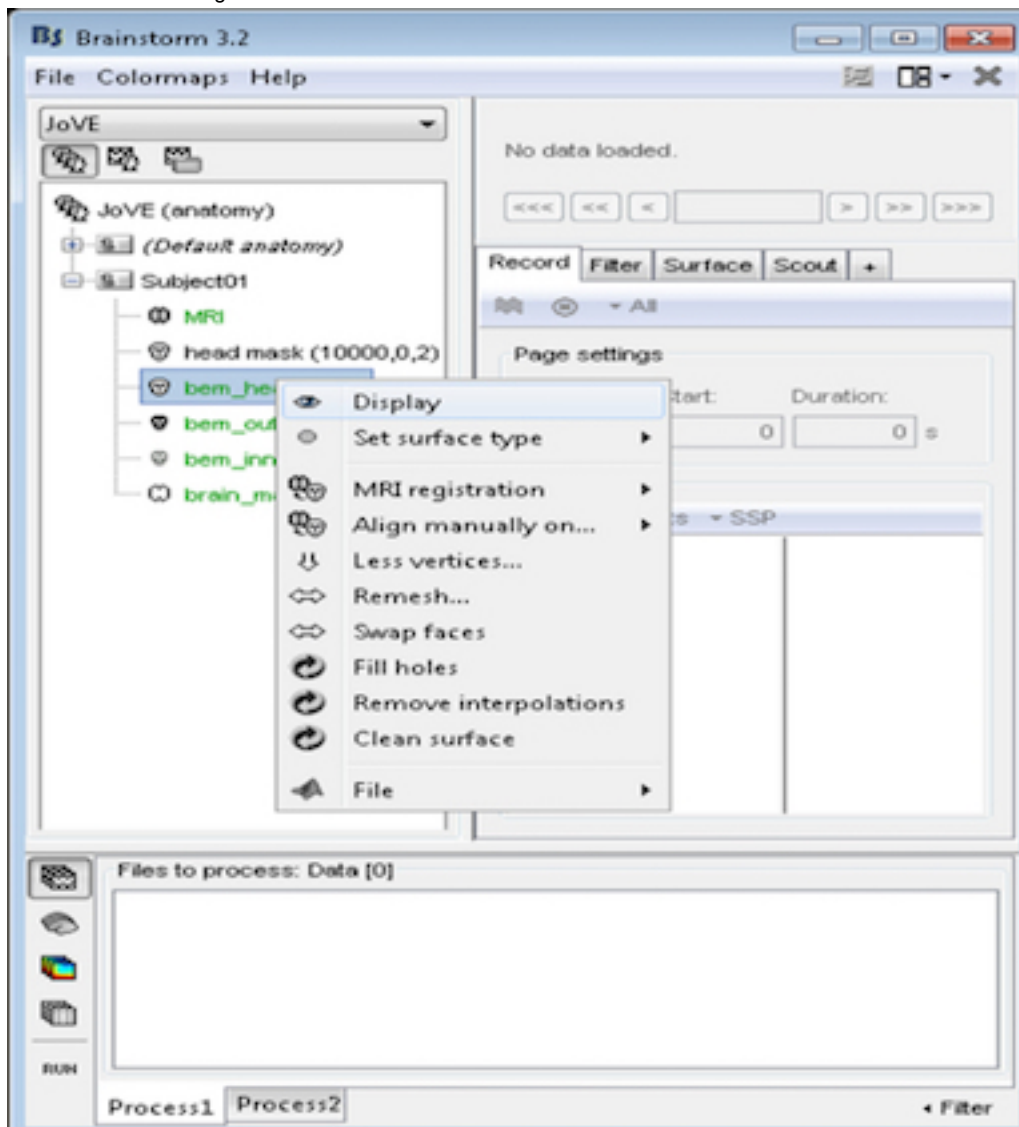 Brainstorm 3.2
File Colormaps Help
JoVE
No data loaded.
<<< << < > >> >>>
JoVE (anatomy)
(Default anatomy)
Subject01
MRI
head mask (10000,0,2)
bem_hea
bem_out
bem_inn
brain_m
Record Filter Surface Scout +
All
Page settings
tart: Duration:
0 0 s
s SSP
Display
Set surface type
MRI registration
Align manually on...
Less vertices...
Remesh...
Swap faces
Fill holes
Remove interpolations
Clean surface
File
Files to process: Data [0]
RUN
Process1 Process2
Filter